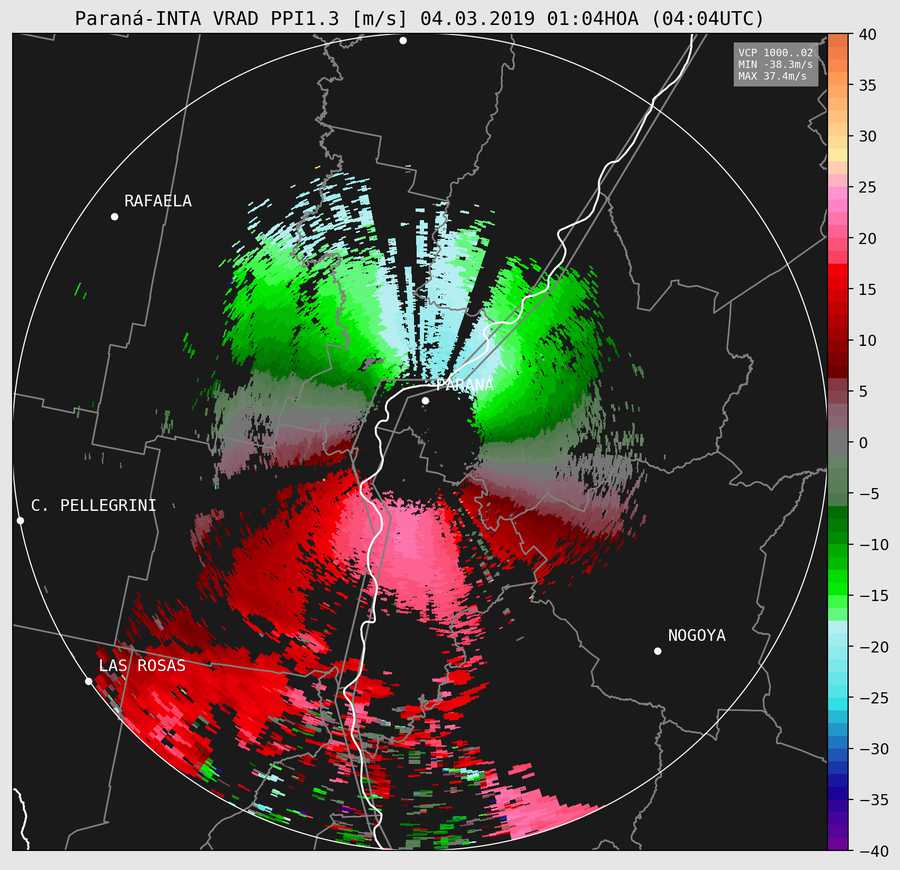 Paraná-INTA VRAD PPI1.3 [m/s] 04.03.2019 01:04HOA (04:04UTC)
VCP 1000..02
MIN -38.3m/s
MAX 37.4m/s
RAFAELA
PARANÁ
C. PELLEGRINI
NOGOYA
LAS ROSAS
40
35
30
25
20
15
10
5
0
−5
−10
−15
−20
−25
−30
−35
−40